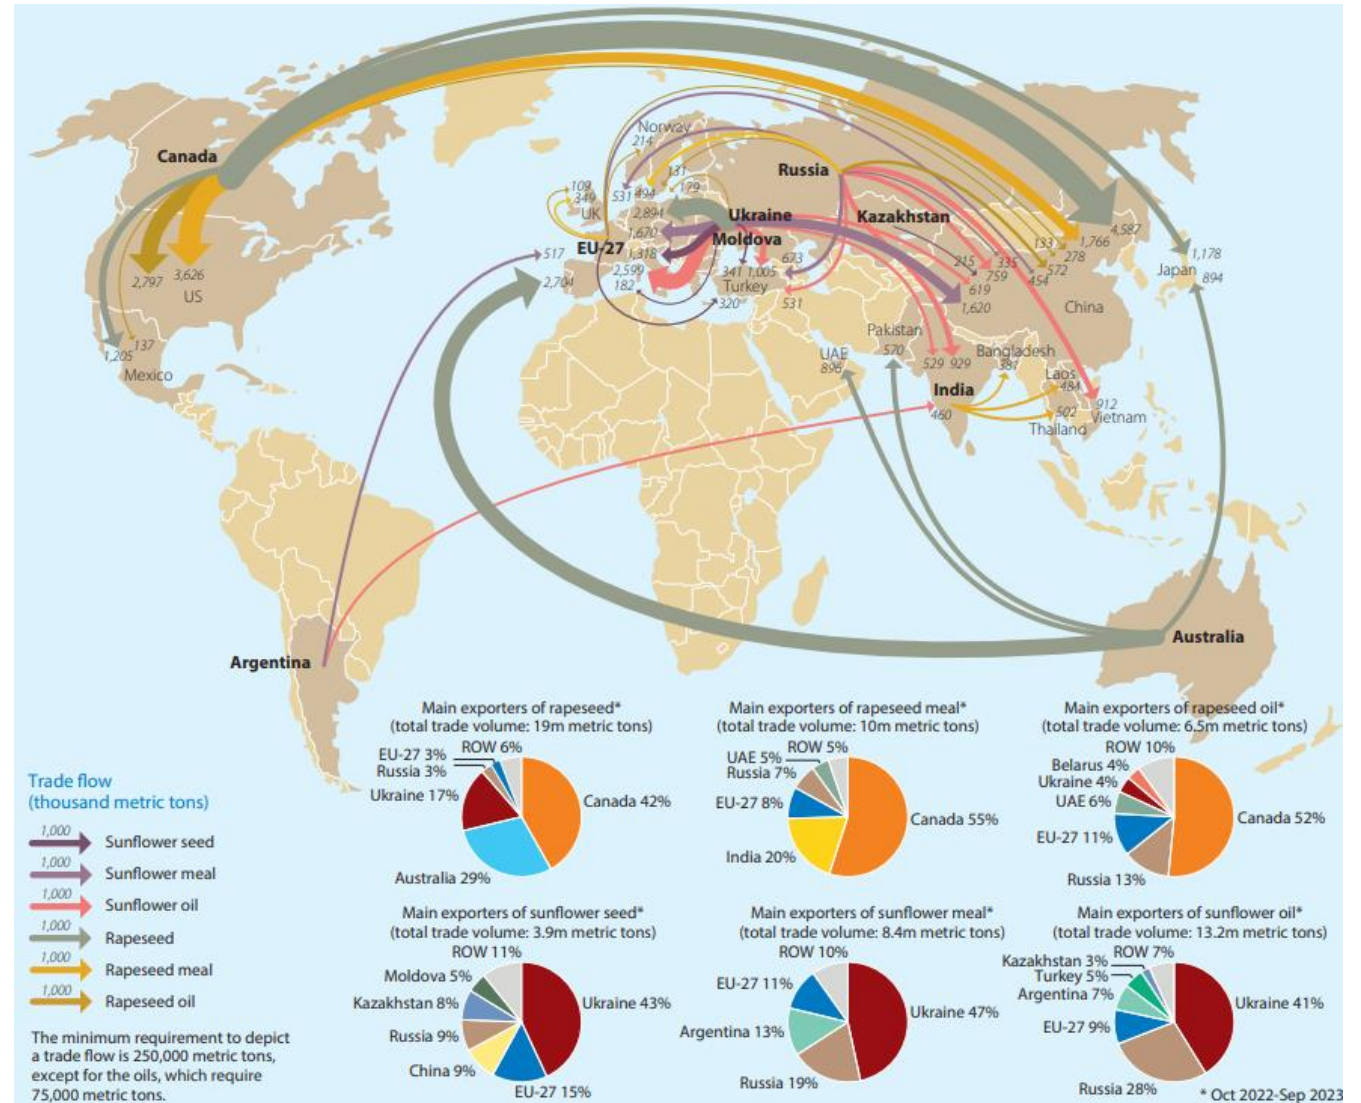 Norway
214
Canada
Russia
131
179
109
349
UK
531
494
2,894
Ukraine
Kazakhstan
4,587
1,766
133
278
1,178
EU-27
1,670
Moldova
517
1,318
673
215
335
572
Japan
2,599
341
1,005
759
454
894
2,797
3,626
US
2,704
182
Turkey
619
320
531
1,620
China
Pakistan
137
1,205
UAE
570
529
929
Bangladesh
387
Mexico
896
Laos
484
India
912
460
502
Vietnam
Thailand
Australia
Argentina
Main exporters of rapeseed*
(total trade volume: 19m metric tons)
ROW 6%
EU-27 3%
Russia 3%
Ukraine 17%
Canada 42%
Australia 29%
Main exporters of rapeseed meal*
(total trade volume: 10m metric tons)
ROW 5%
UAE 5%
Russia 7%
EU-27 8%
Canada 55%
India 20%
Main exporters of rapeseed oil*
(total trade volume: 6.5m metric tons)
ROW 10%
Belarus 4%
Ukraine 4%
UAE 6%
Canada 52%
EU-27 11%
Russia 13%
Trade flow
(thousand metric tons)
1,000
Sunflower seed
1,000
Sunflower meal
1,000
Sunflower oil
1,000
Rapeseed
1,000
Rapeseed meal
1,000
Rapeseed oil
The minimum requirement to depict
a trade flow is 250,000 metric tons,
except for the oils, which require
75,000 metric tons.
Main exporters of sunflower seed*
(total trade volume: 3.9m metric tons)
ROW 11%
Moldova 5%
Kazakhstan 8%
Ukraine 43%
Russia 9%
China 9%
EU-27 15%
Main exporters of sunflower meal*
(total trade volume: 8.4m metric tons)
ROW 10%
EU-27 11%
Ukraine 47%
Argentina 13%
Russia 19%
Main exporters of sunflower oil*
(total trade volume: 13.2m metric tons)
ROW 7%
Kazakhstan 3%
Turkey 5%
Argentina 7%
Ukraine 41%
EU-27 9%
Russia 28%
* Oct 2022-Sep 2023